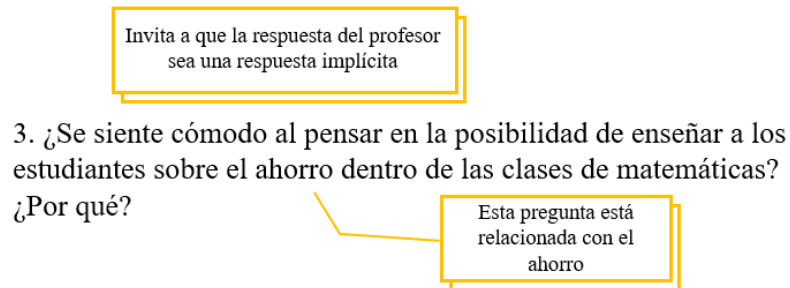 Invita a que la respuesta del profesor
sea una respuesta implícita
3. ¿Se siente cómodo al pensar en la posibilidad de enseñar a los
estudiantes sobre el ahorro dentro de las clases de matemáticas?
¿Por qué?
Esta pregunta está
relacionada con el
ahorro